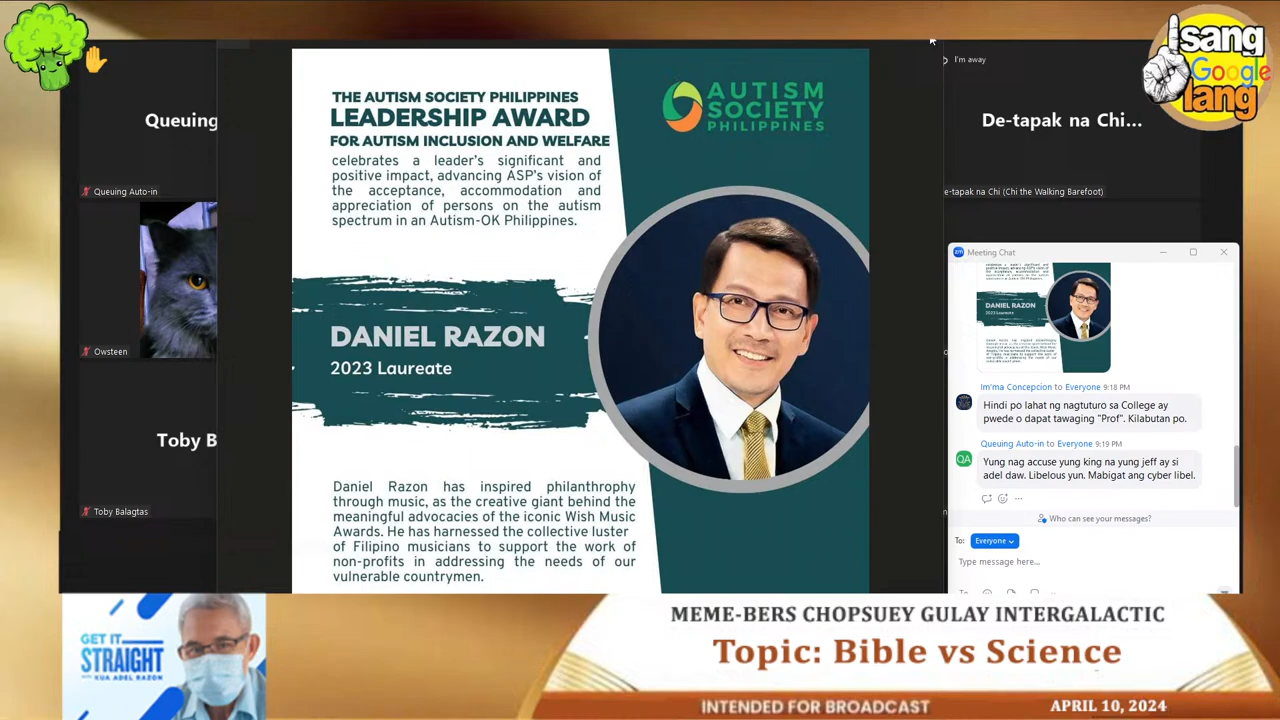 Isang
Google
lang
Queuing
Queuing Auto-in
Owsteen
Toby B
Toby Balagtas
THE AUTISM SOCIETY PHILIPPINES
LEADERSHIP AWARD
FOR AUTISM INCLUSION AND WELFARE
celebrates a leader's significant and
positive impact, advancing ASP's vision of
the acceptance, accommodation and
appreciation of persons on the autism
spectrum in an Autism-OK Philippines.
AUTISM
SOCIETY
PHILIPPINES
DANIEL RAZON
2023 Laureate
Daniel Razon has inspired philanthropy
through music, as the creative giant behind the
meaningful advocacies of the iconic Wish Music
Awards. He has harnessed the collective luster
of Filipino musicians to support the work of
non-profits in addressing the needs of our
vulnerable countrymen.
I'm away
De-tapak na Chi...
e-tapak na Chi (Chi the Walking Barefoot)
zm Meeting Chat
DANIEL RAZON
2023 Laureate
Im'ma Concepcion to Everyone 9:18 PM
Hindi po lahat ng nagtuturo sa College ay
pwede o dapat tawaging "Prof". Kilabutan po.
Queuing Auto-in to Everyone 9:19 PM
QA
Yung nag accuse yung king na yung jeff ay si
adel daw. Libelous yun. Mabigat ang cyber libel.
Who can see your messages?
To: Everyone
Type message here...
GET IT
STRAIGHT
WITH KUA ADEL RAZON
MEME-BERS CHOPSUEY GULAY INTERGALACTIC
Topic: Bible vs Science
INTENDED FOR BROADCAST
APRIL 10, 2024